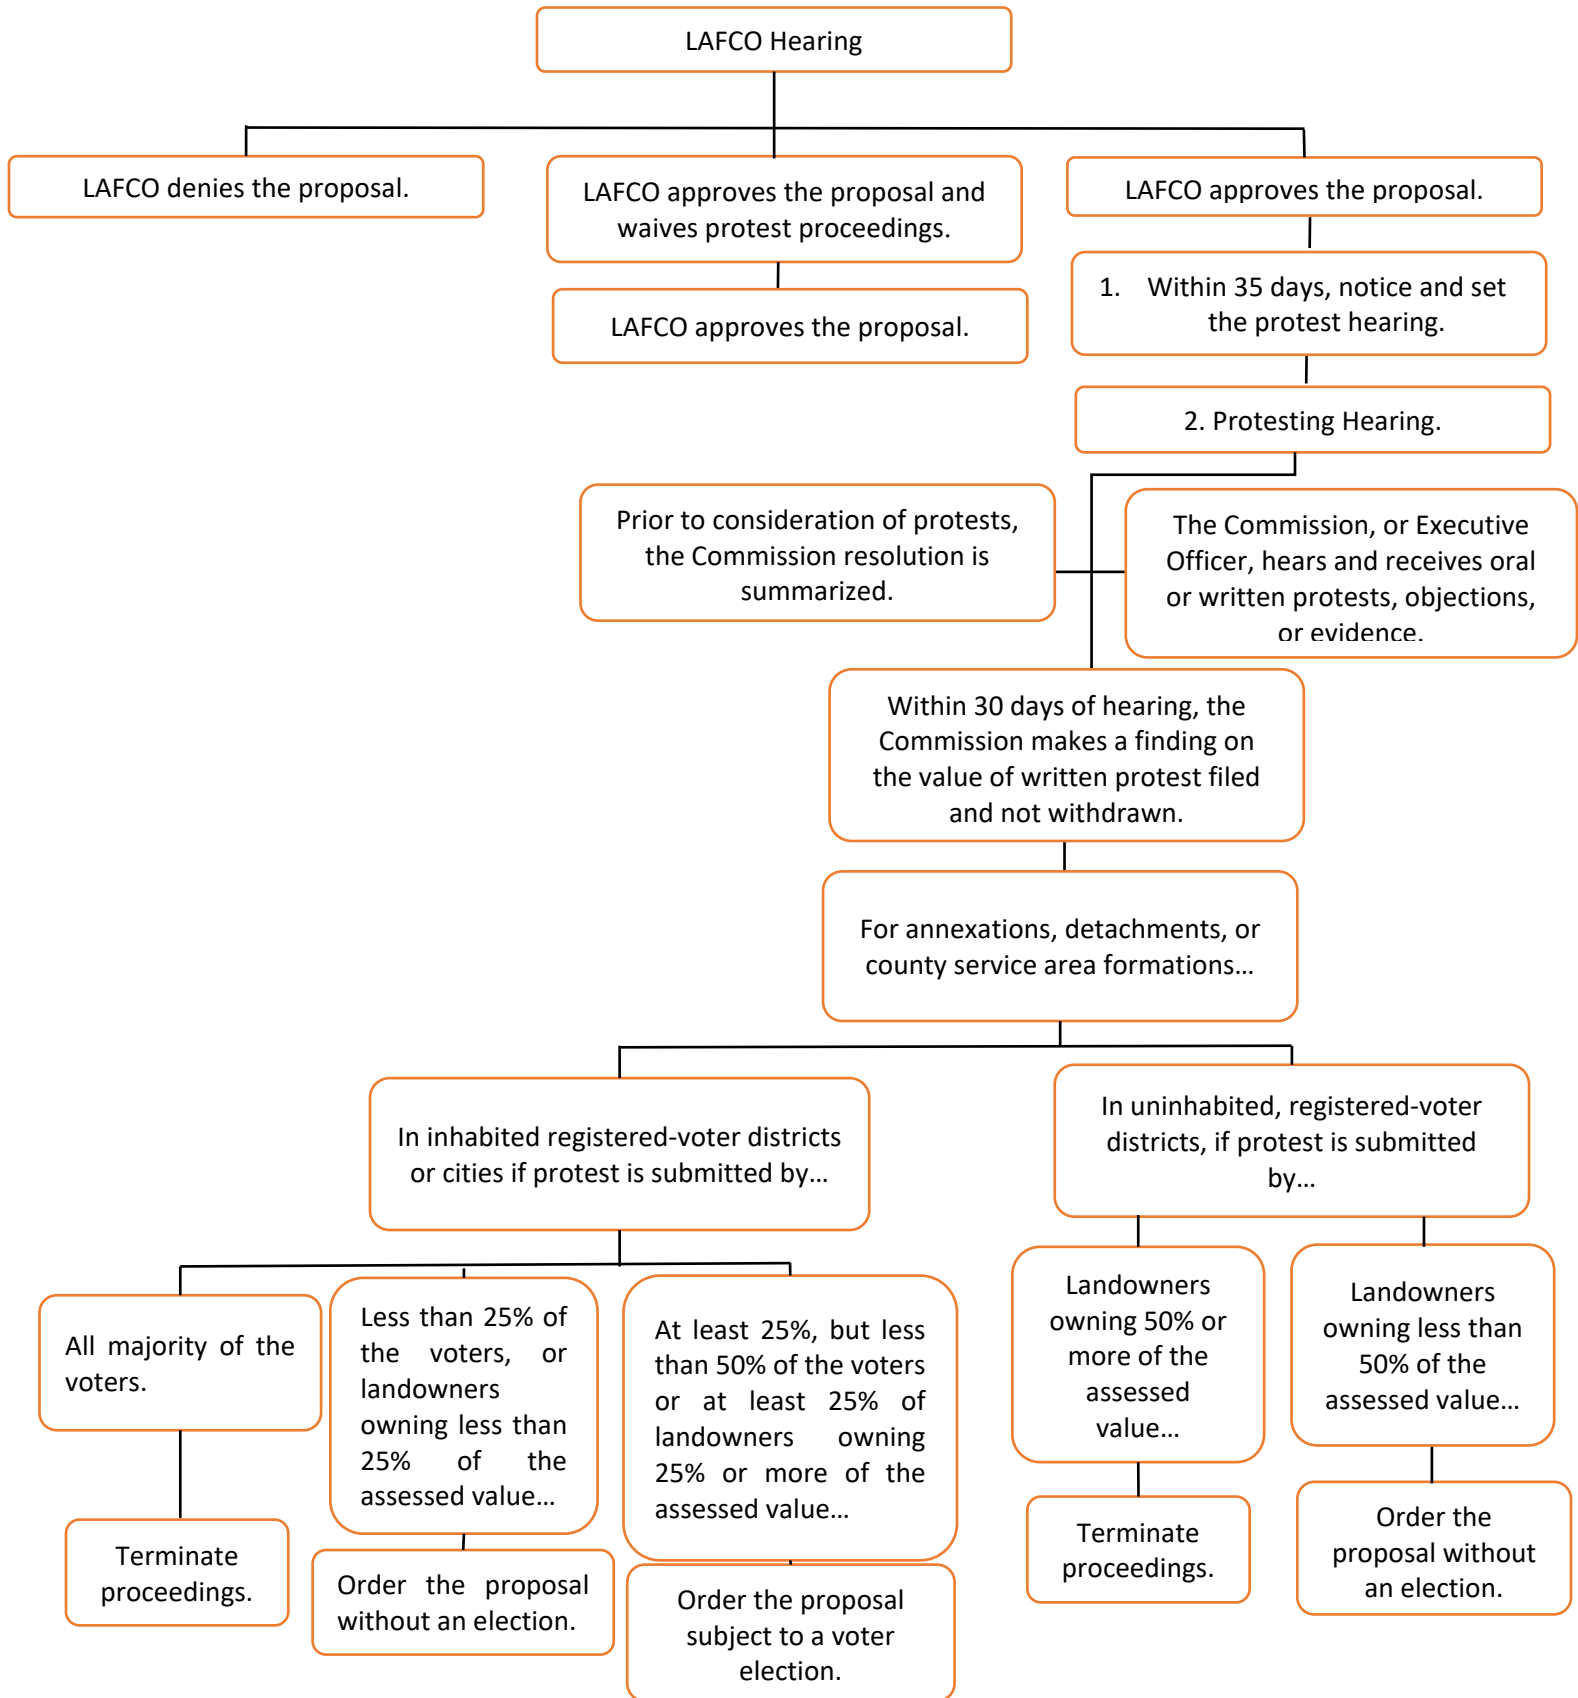 LAFCO Hearing
LAFCO denies the proposal.
LAFCO approves the proposal and
waives protest proceedings.
LAFCO approves the proposal.
LAFCO approves the proposal.
1. Within 35 days, notice and set
the protest hearing.
2. Protesting Hearing.
Prior to consideration of protests,
the Commission resolution is
summarized.
The Commission, or Executive
Officer, hears and receives oral
or written protests, objections,
or evidence.
Within 30 days of hearing, the
Commission makes a finding on
the value of written protest filed
and not withdrawn.
For annexations, detachments, or
county service area formations…
In inhabited registered-voter districts
or cities if protest is submitted by…
In uninhabited, registered-voter
districts, if protest is submitted
by…
All majority of the
voters.
Less than 25% of
the voters, or
landowners
owning less than
25% of the
assessed value…
At least 25%, but less
than 50% of the voters
or at least 25% of
landowners owning
25% or more of the
assessed value…
Landowners
owning 50% or
more of the
assessed
value…
Landowners
owning less than
50% of the
assessed value…
Terminate
proceedings.
Order the proposal
without an election.
Order the proposal
subject to a voter
election.
Terminate
proceedings.
Order the
proposal without
an election.